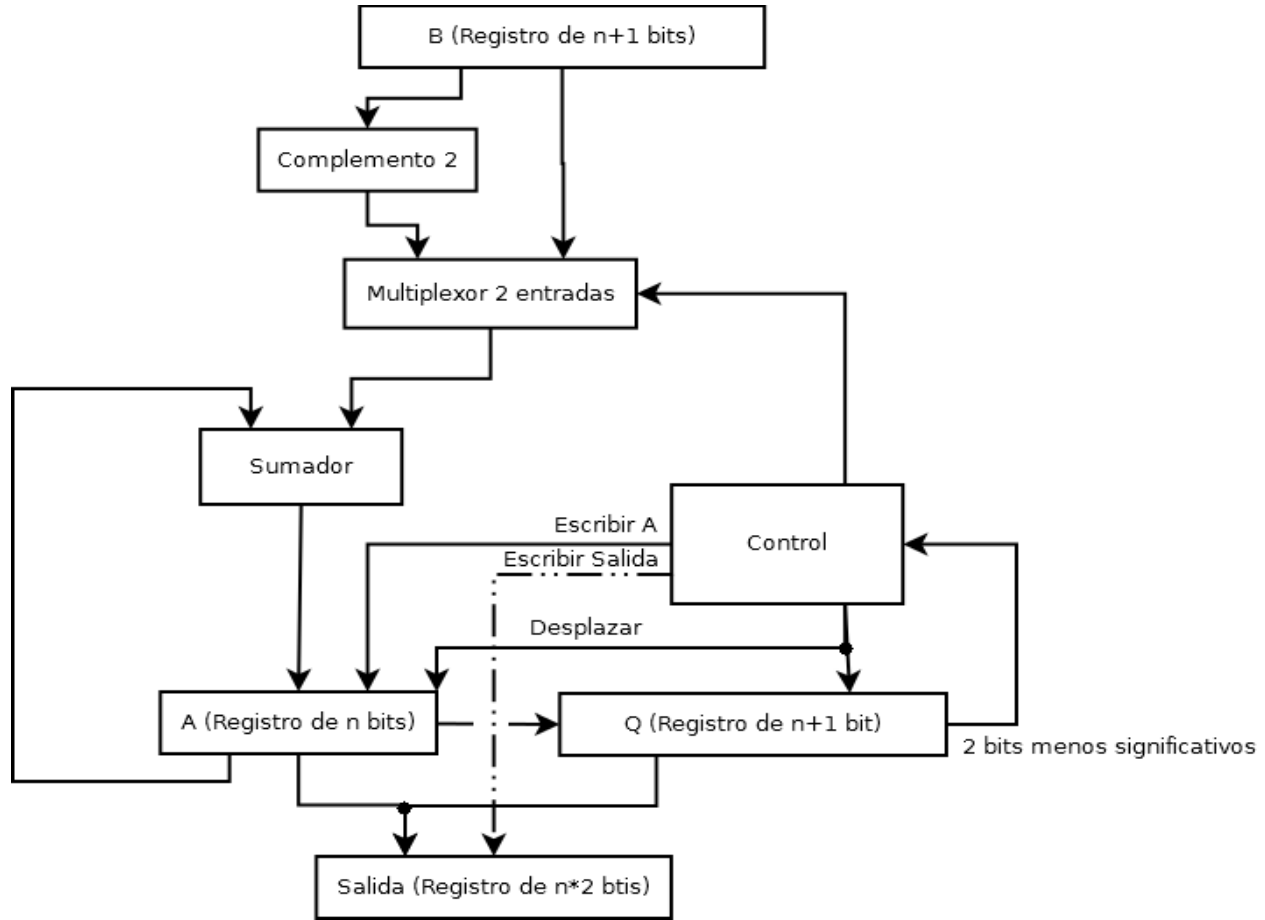 B (Registro de n+1 bits)
Complemento 2
Multiplexor 2 entradas
Sumador
Control
Escribir A
Escribir Salida
Desplazar
A (Registro de n bits)
Q (Registro de n+1 bit)
2 bits menos significativos
Salida (Registro de n*2 btis)